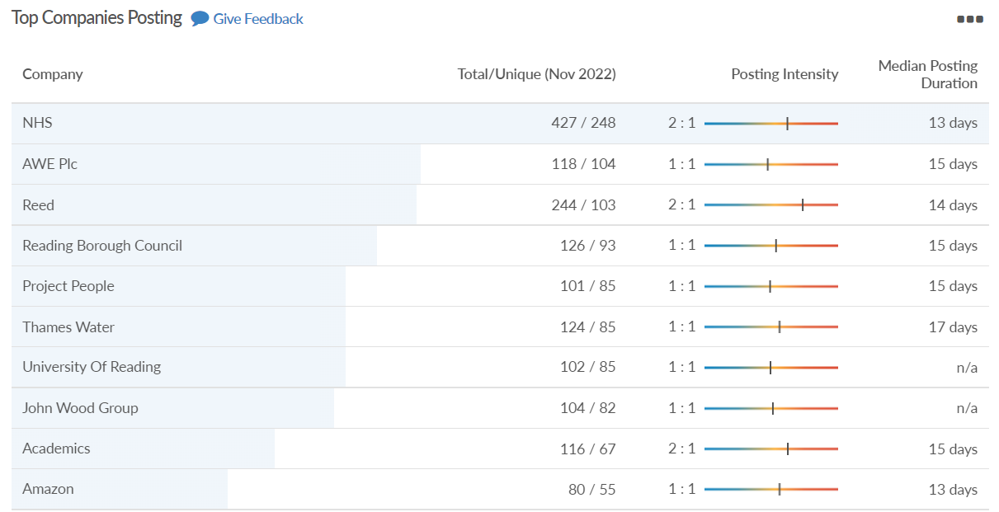 Top Companies Posting Give Feedback
Company Total/Unique (Nov 2022) Posting Intensity Median Posting
Duration
NHS 427 / 248 2 : 1 13 days
AWE Plc 118 / 104 1 : 1 15 days
Reed 244 / 103 2 : 1 14 days
Reading Borough Council 126 / 93 1 : 1 15 days
Project People 101 / 85 1 : 1 15 days
Thames Water 124 / 85 1 : 1 17 days
University Of Reading 102 / 85 1 : 1 n/a
John Wood Group 104 / 82 1 : 1 n/a
Academics 116 / 67 2 : 1 15 days
Amazon 80 / 55 1 : 1 13 days